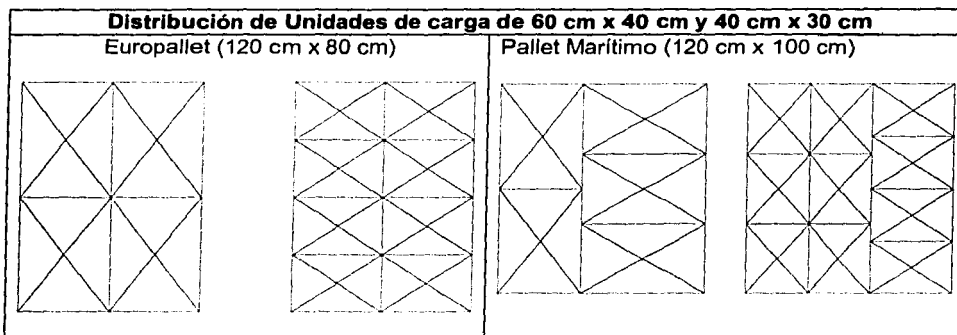 Distribución de Unidades de carga de 60 cm x 40 cm y 40 cm x 30 cm
Europallet (120 cm x 80 cm)
Pallet Marítimo (120 cm x 100 cm)